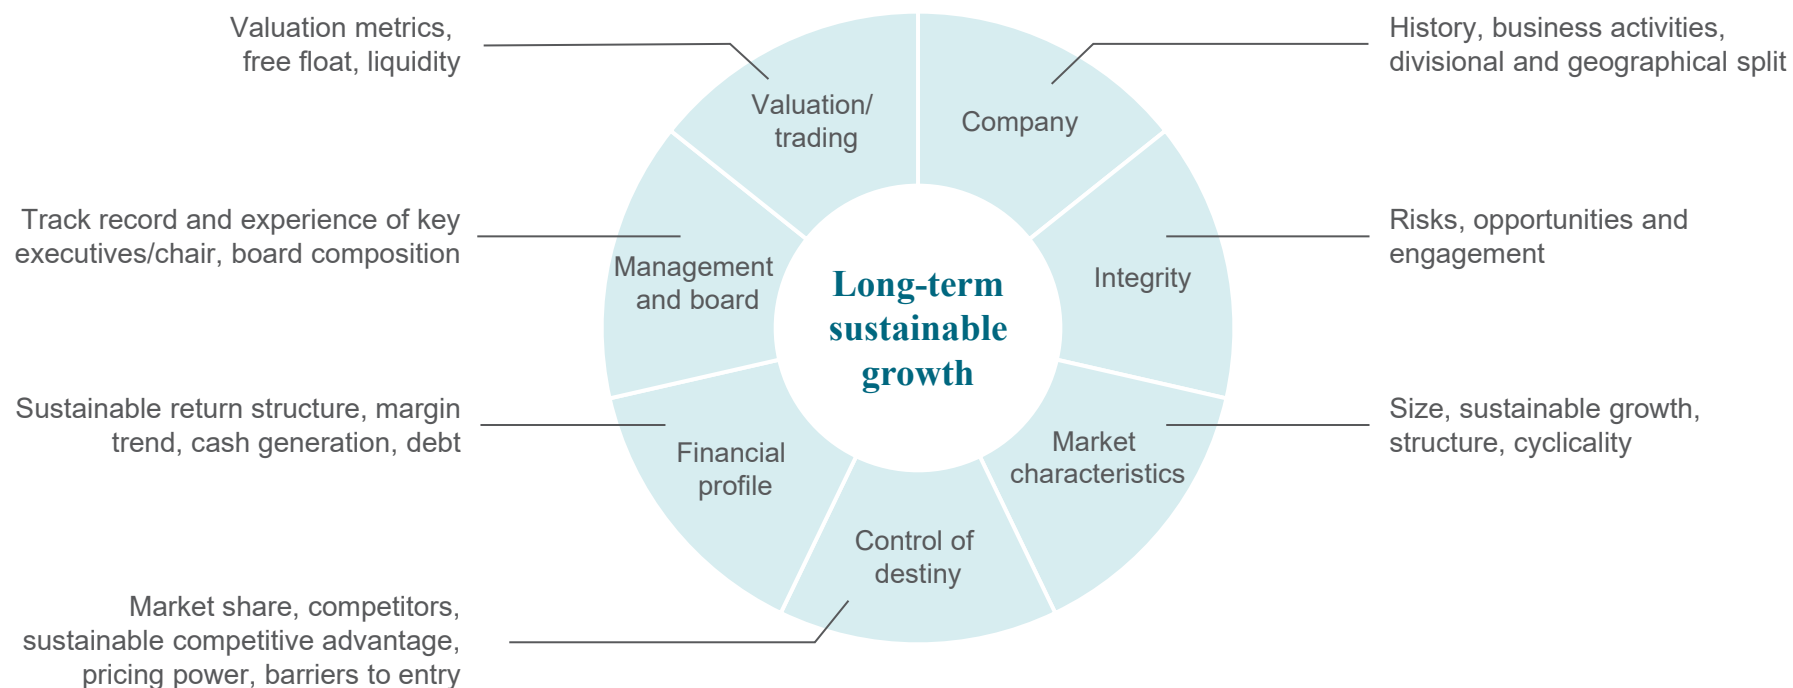 Valuation metrics,
free float, liquidity
History, business activities,
divisional and geographical split
Valuation/
trading
Company
Track record and experience of key
executives/chair, board composition
Risks, opportunities and
engagement
Management
and board
Integrity
Long-term
sustainable
growth
Sustainable return structure, margin
trend, cash generation, debt
Size, sustainable growth,
structure, cyclicality
Financial
profile
Market
characteristics
Control of
destiny
Market share, competitors,
sustainable competitive advantage,
pricing power, barriers to entry